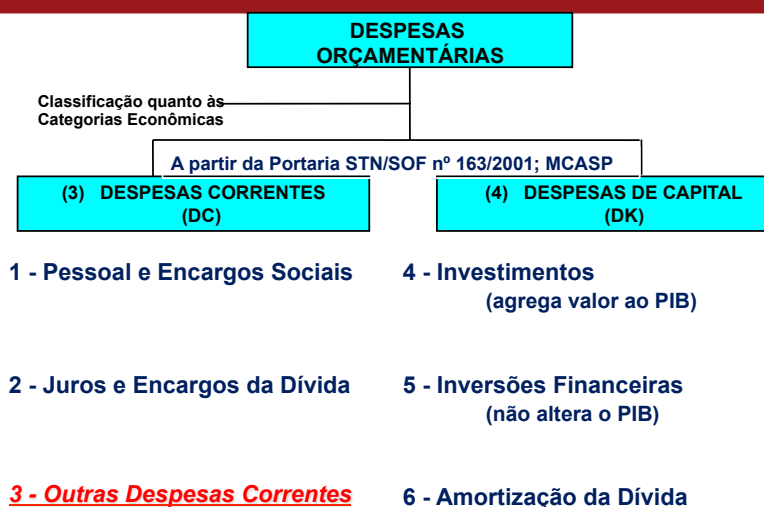 DESPESAS
ORÇAMENTÁRIAS
Classificação quanto às
Categorias Econômicas
A partir da Portaria STN/SOF nº 163/2001; MCASP
(3) DESPESAS CORRENTES
(DC)
(4) DESPESAS DE CAPITAL
(DK)
1 - Pessoal e Encargos Sociais
4 - Investimentos
(agrega valor ao PIB)
2 - Juros e Encargos da Dívida
5 - Inversões Financeiras
(não altera o PIB)
3 - Outras Despesas Correntes
6 - Amortização da Dívida